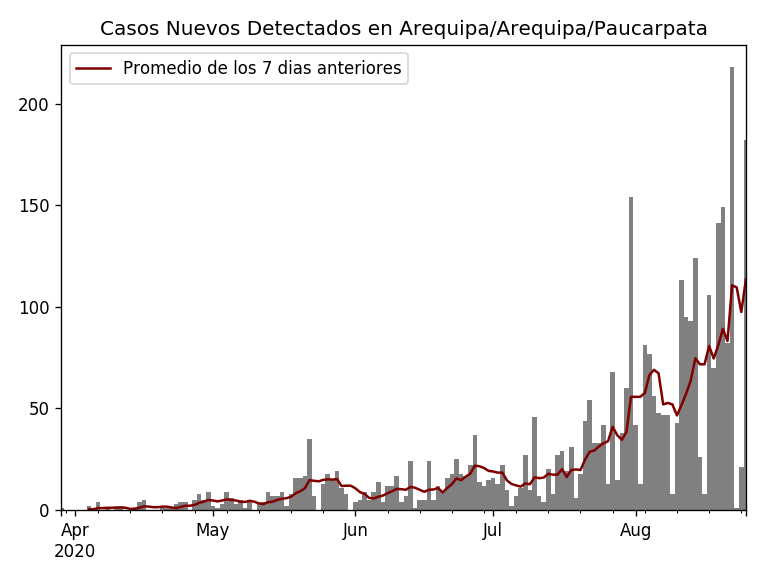 Casos Nuevos Detectados en Arequipa/Arequipa/Paucarpata
Promedio de los 7 dias anteriores
200
150
100
50
0
Apr May Jun Jul Aug
2020